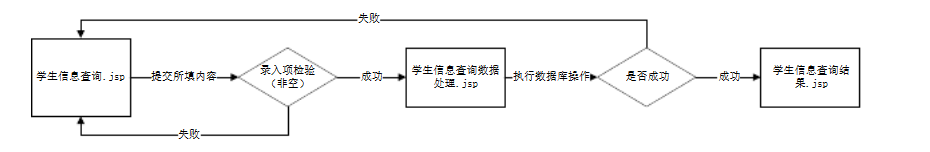 失败
学生信息查询.jsp
提交所填内容
录入项检验
（非空）
成功
学生信息查询数据
处理.jsp
执行数据库操作
是否成功
成功
学生信息查询结
果.jsp
失败